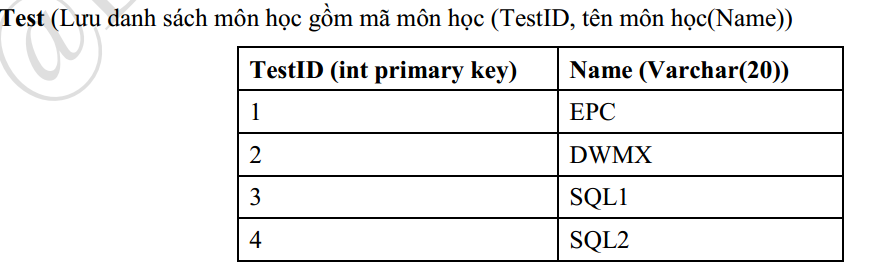 Test (Lưu danh sách môn học gồm mã môn học (TestID, tên môn học(Name))
TestID (int primary key) Name (Varchar(20))
1 EPC
2 DWMX
3 SQL1
4 SQL2